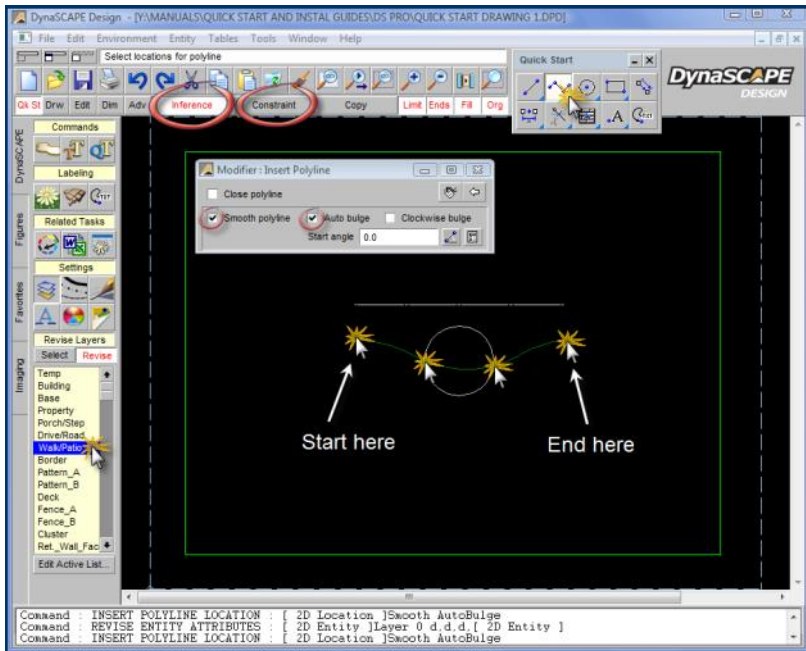 DynaSCAPE Design - [Y:\MANUALS\QUICK START AND INSTAL GUIDES\DS PRO\QUICK START DRAWING 1.DPD]
File Edit Environment Entity Tables Tools Window Help
Select locations for polyline
Quick Start
DynaSCAPE
DESIGN
Qk St Drw Edit Dim Adv Inference Constraint Copy Limit Ends Fill Org
DynaSCAPE
Figures
Favorites
Imaging
Commands
Labeling
Related Tasks
Settings
Revise Layers
Select Revise
Temp
Building
Base
Property
Porch/Step
Drive/Road
Walk/Patio
Border
Pattern_A
Pattern_B
Deck
Fence_A
Fence_B
Cluster
Ret._Wall_Fac
Edit Active List...
Modifier : Insert Polyline
Close polyline
Smooth polyline Auto bulge Clockwise bulge
Start angle 0.0
Start here
End here
Command : INSERT POLYLINE LOCATION : [ 2D Location ]Smooth AutoBulge
Command : REVISE ENTITY ATTRIBUTES : [ 2D Entity ]Layer 0 d,d,d,[ 2D Entity ]
Command : INSERT POLYLINE LOCATION : [ 2D Location ]Smooth AutoBulge